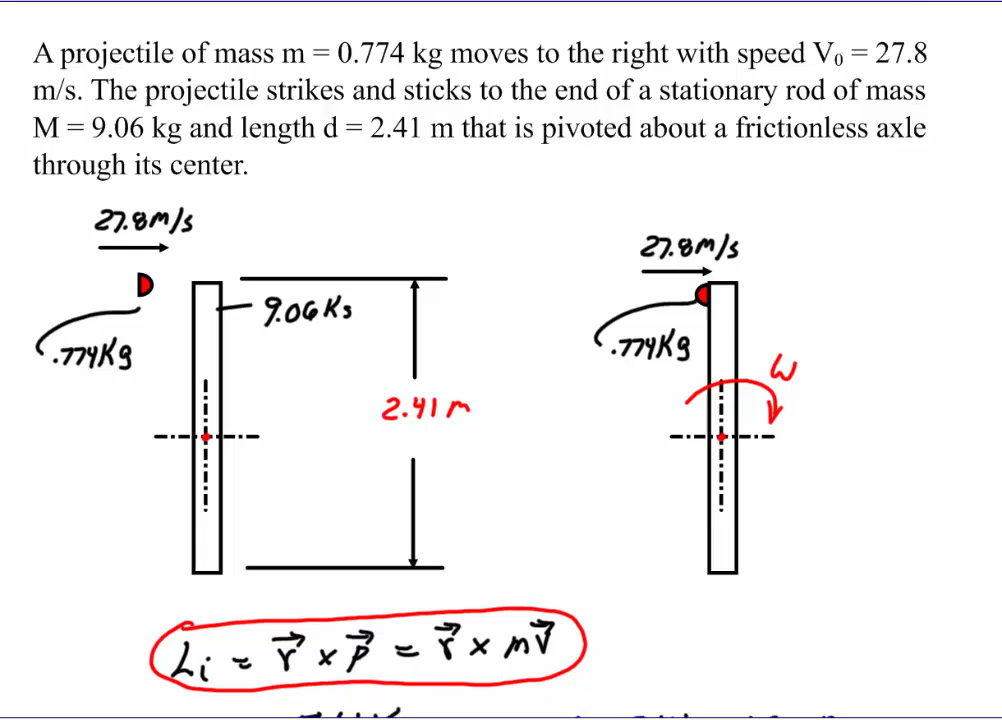 A projectile of mass m = 0.774 kg moves to the right with speed V₀ = 27.8
m/s. The projectile strikes and sticks to the end of a stationary rod of mass
M = 9.06 kg and length d = 2.41 m that is pivoted about a frictionless axle
through its center.
27.8m/s
27.8m/s
9.06Ks
.774Kg
.774Kg
ω
2.41m
Li = r⃗ × p⃗ = r⃗ × mv⃗